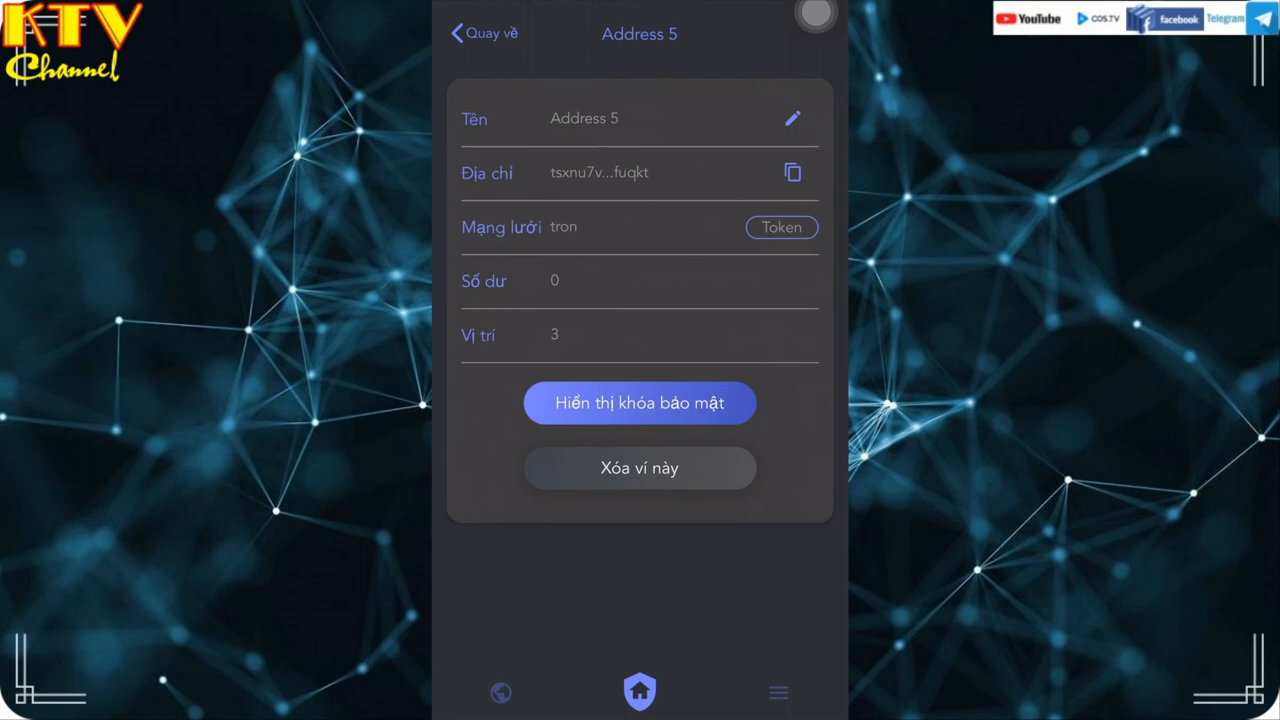 KTV
Channel
YouTube
COS.TV
facebook
Telegram
Quay về
Address 5
Tên
Address 5
Địa chỉ
tsxnu7v...fuqkt
Mạng lưới
tron
Token
Số dư
0
Vị trí
3
Hiển thị khóa bảo mật
Xóa ví này